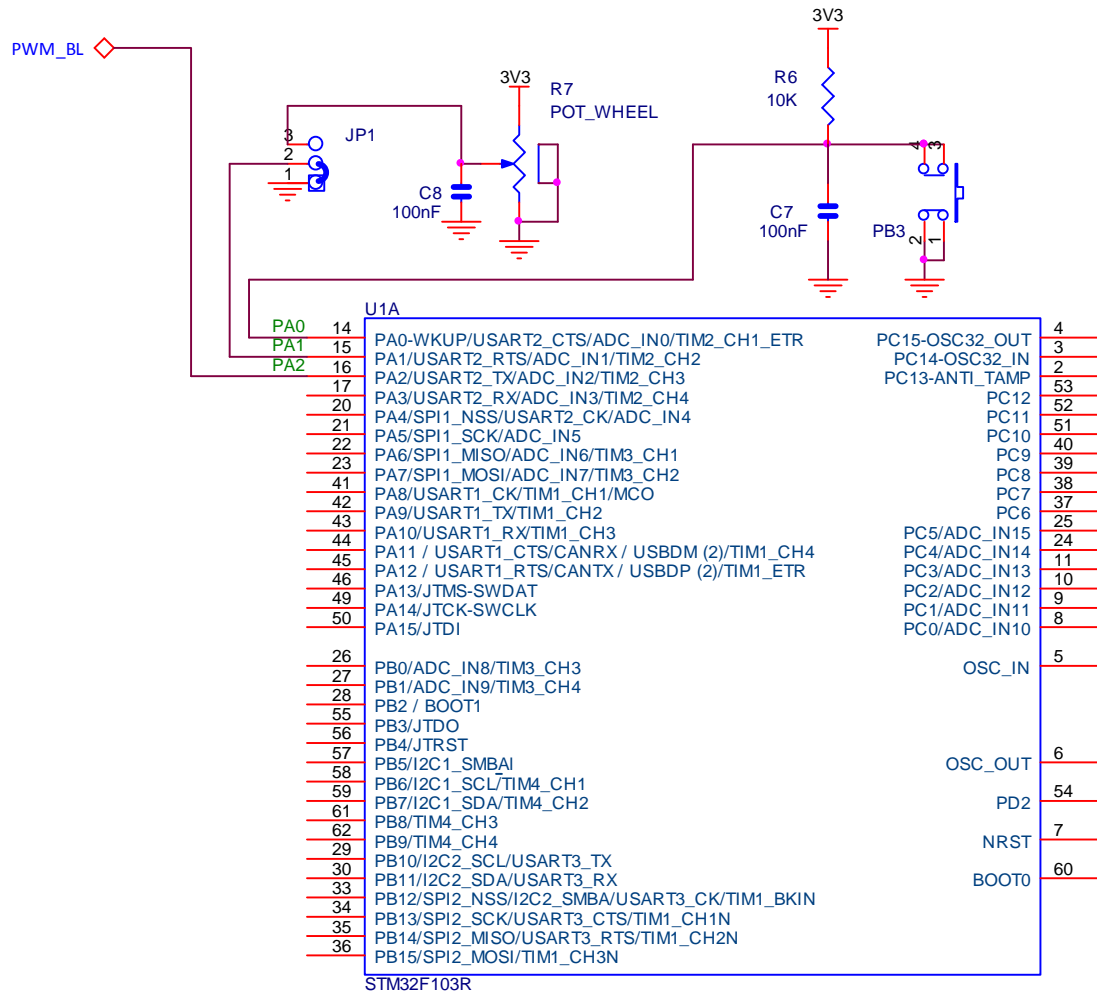 3V3
PWM_BL
3V3
R7
POT_WHEEL
R6
10K
JP1
3
2
1
C8
100nF
C7
100nF
4
3
PB3
2
1
U1A
PA0
14
PA0-WKUP/USART2_CTS/ADC_IN0/TIM2_CH1_ETR
PA1
15
PA1/USART2_RTS/ADC_IN1/TIM2_CH2
PA2
16
PA2/USART2_TX/ADC_IN2/TIM2_CH3
17
PA3/USART2_RX/ADC_IN3/TIM2_CH4
20
PA4/SPI1_NSS/USART2_CK/ADC_IN4
21
PA5/SPI1_SCK/ADC_IN5
22
PA6/SPI1_MISO/ADC_IN6/TIM3_CH1
23
PA7/SPI1_MOSI/ADC_IN7/TIM3_CH2
41
PA8/USART1_CK/TIM1_CH1/MCO
42
PA9/USART1_TX/TIM1_CH2
43
PA10/USART1_RX/TIM1_CH3
44
PA11 / USART1_CTS/CANRX / USBDM (2)/TIM1_CH4
45
PA12 / USART1_RTS/CANTX / USBDP (2)/TIM1_ETR
46
PA13/JTMS-SWDAT
49
PA14/JTCK-SWCLK
50
PA15/JTDI
26
PB0/ADC_IN8/TIM3_CH3
27
PB1/ADC_IN9/TIM3_CH4
28
PB2 / BOOT1
55
PB3/JTDO
56
PB4/JTRST
57
PB5/I2C1_SMBAI
58
PB6/I2C1_SCL/TIM4_CH1
59
PB7/I2C1_SDA/TIM4_CH2
61
PB8/TIM4_CH3
62
PB9/TIM4_CH4
29
PB10/I2C2_SCL/USART3_TX
30
PB11/I2C2_SDA/USART3_RX
33
PB12/SPI2_NSS/I2C2_SMBA/USART3_CK/TIM1_BKIN
34
PB13/SPI2_SCK/USART3_CTS/TIM1_CH1N
35
PB14/SPI2_MISO/USART3_RTS/TIM1_CH2N
36
PB15/SPI2_MOSI/TIM1_CH3N
PC15-OSC32_OUT
4
PC14-OSC32_IN
3
PC13-ANTI_TAMP
2
PC12
53
PC11
52
PC10
51
PC9
40
PC8
39
PC7
38
PC6
37
PC5/ADC_IN15
25
PC4/ADC_IN14
24
PC3/ADC_IN13
11
PC2/ADC_IN12
10
PC1/ADC_IN11
9
PC0/ADC_IN10
8
OSC_IN
5
OSC_OUT
6
PD2
54
NRST
7
BOOT0
60
STM32F103R